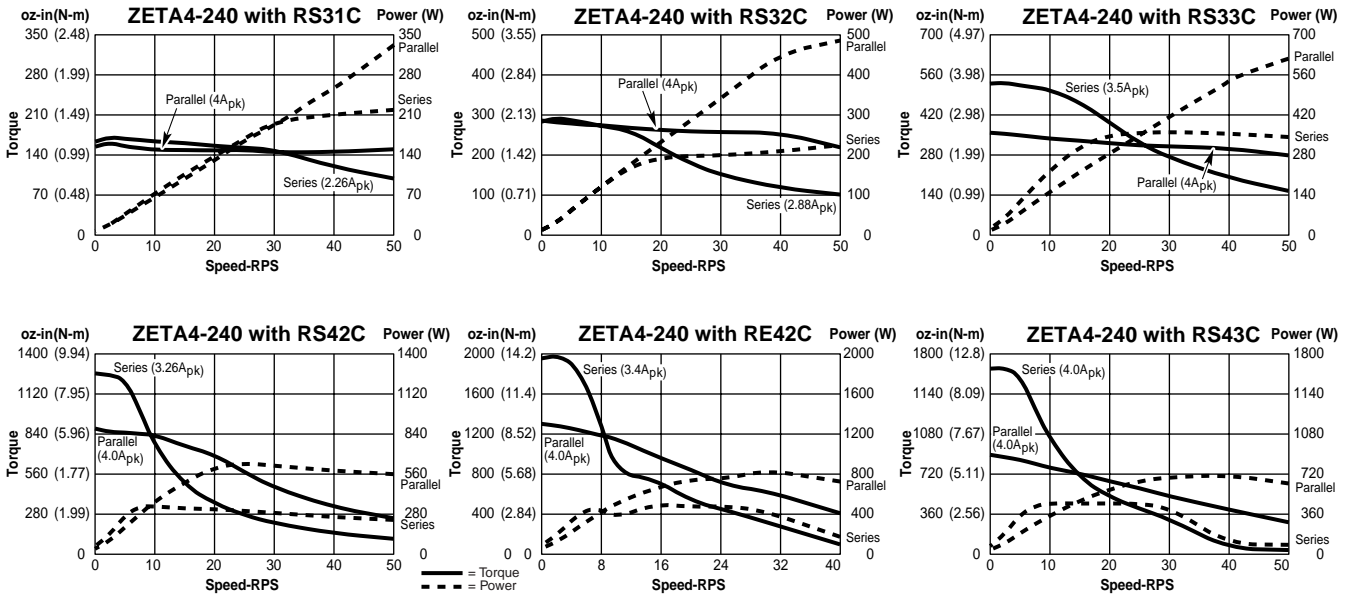 oz-in(N-m) ZETA4-240 with RS31C Power (W)
350 (2.48) 350
Parallel
280 (1.99) 280
Parallel (4Apk)
Series
210 (1.49) 210
Torque
140 (0.99) 140
Series (2.26Apk)
70 (0.48) 70
0 0
0 10 20 30 40 50
Speed-RPS
oz-in(N-m) ZETA4-240 with RS32C Power (W)
500 (3.55) 500
Parallel
400 (2.84) 400
Parallel (4Apk)
300 (2.13) 300
Torque
Series
200 (1.42) 200
100 (0.71) 100
Series (2.88Apk)
0 0
0 10 20 30 40 50
Speed-RPS
oz-in(N-m) ZETA4-240 with RS33C Power (W)
700 (4.97) 700
Parallel
560 (3.98) 560
Series (3.5Apk)
420 (2.98) 420
Torque
Series
280 (1.99) 280
Parallel (4Apk)
140 (0.99) 140
0 0
0 10 20 30 40 50
Speed-RPS
oz-in(N-m) ZETA4-240 with RS42C Power (W)
1400 (9.94) 1400
Series (3.26Apk)
1120 (7.95) 1120
840 (5.96) 840
Parallel
(4.0Apk)
Torque
560 (1.77) 560
Parallel
280 (1.99) 280
Series
0 0
0 10 20 30 40 50
Speed-RPS
oz-in(N-m) ZETA4-240 with RE42C Power (W)
2000 (14.2) 2000
Series (3.4Apk)
1600 (11.4) 1600
1200 (8.52) 1200
Parallel
(4.0Apk)
Torque
800 (5.68) 800
Parallel
400 (2.84) 400
Series
0 0 0
0 8 16 24 32 40
Speed-RPS
oz-in(N-m) ZETA4-240 with RS43C Power (W)
1800 (12.8) 1800
Series (4.0Apk)
1140 (8.09) 1140
Parallel
(4.0Apk)
1080 (7.67) 1080
Torque
720 (5.11) 720
Parallel
360 (2.56) 360
Series
0 0
0 10 20 30 40 50
Speed-RPS
= Torque
= Power